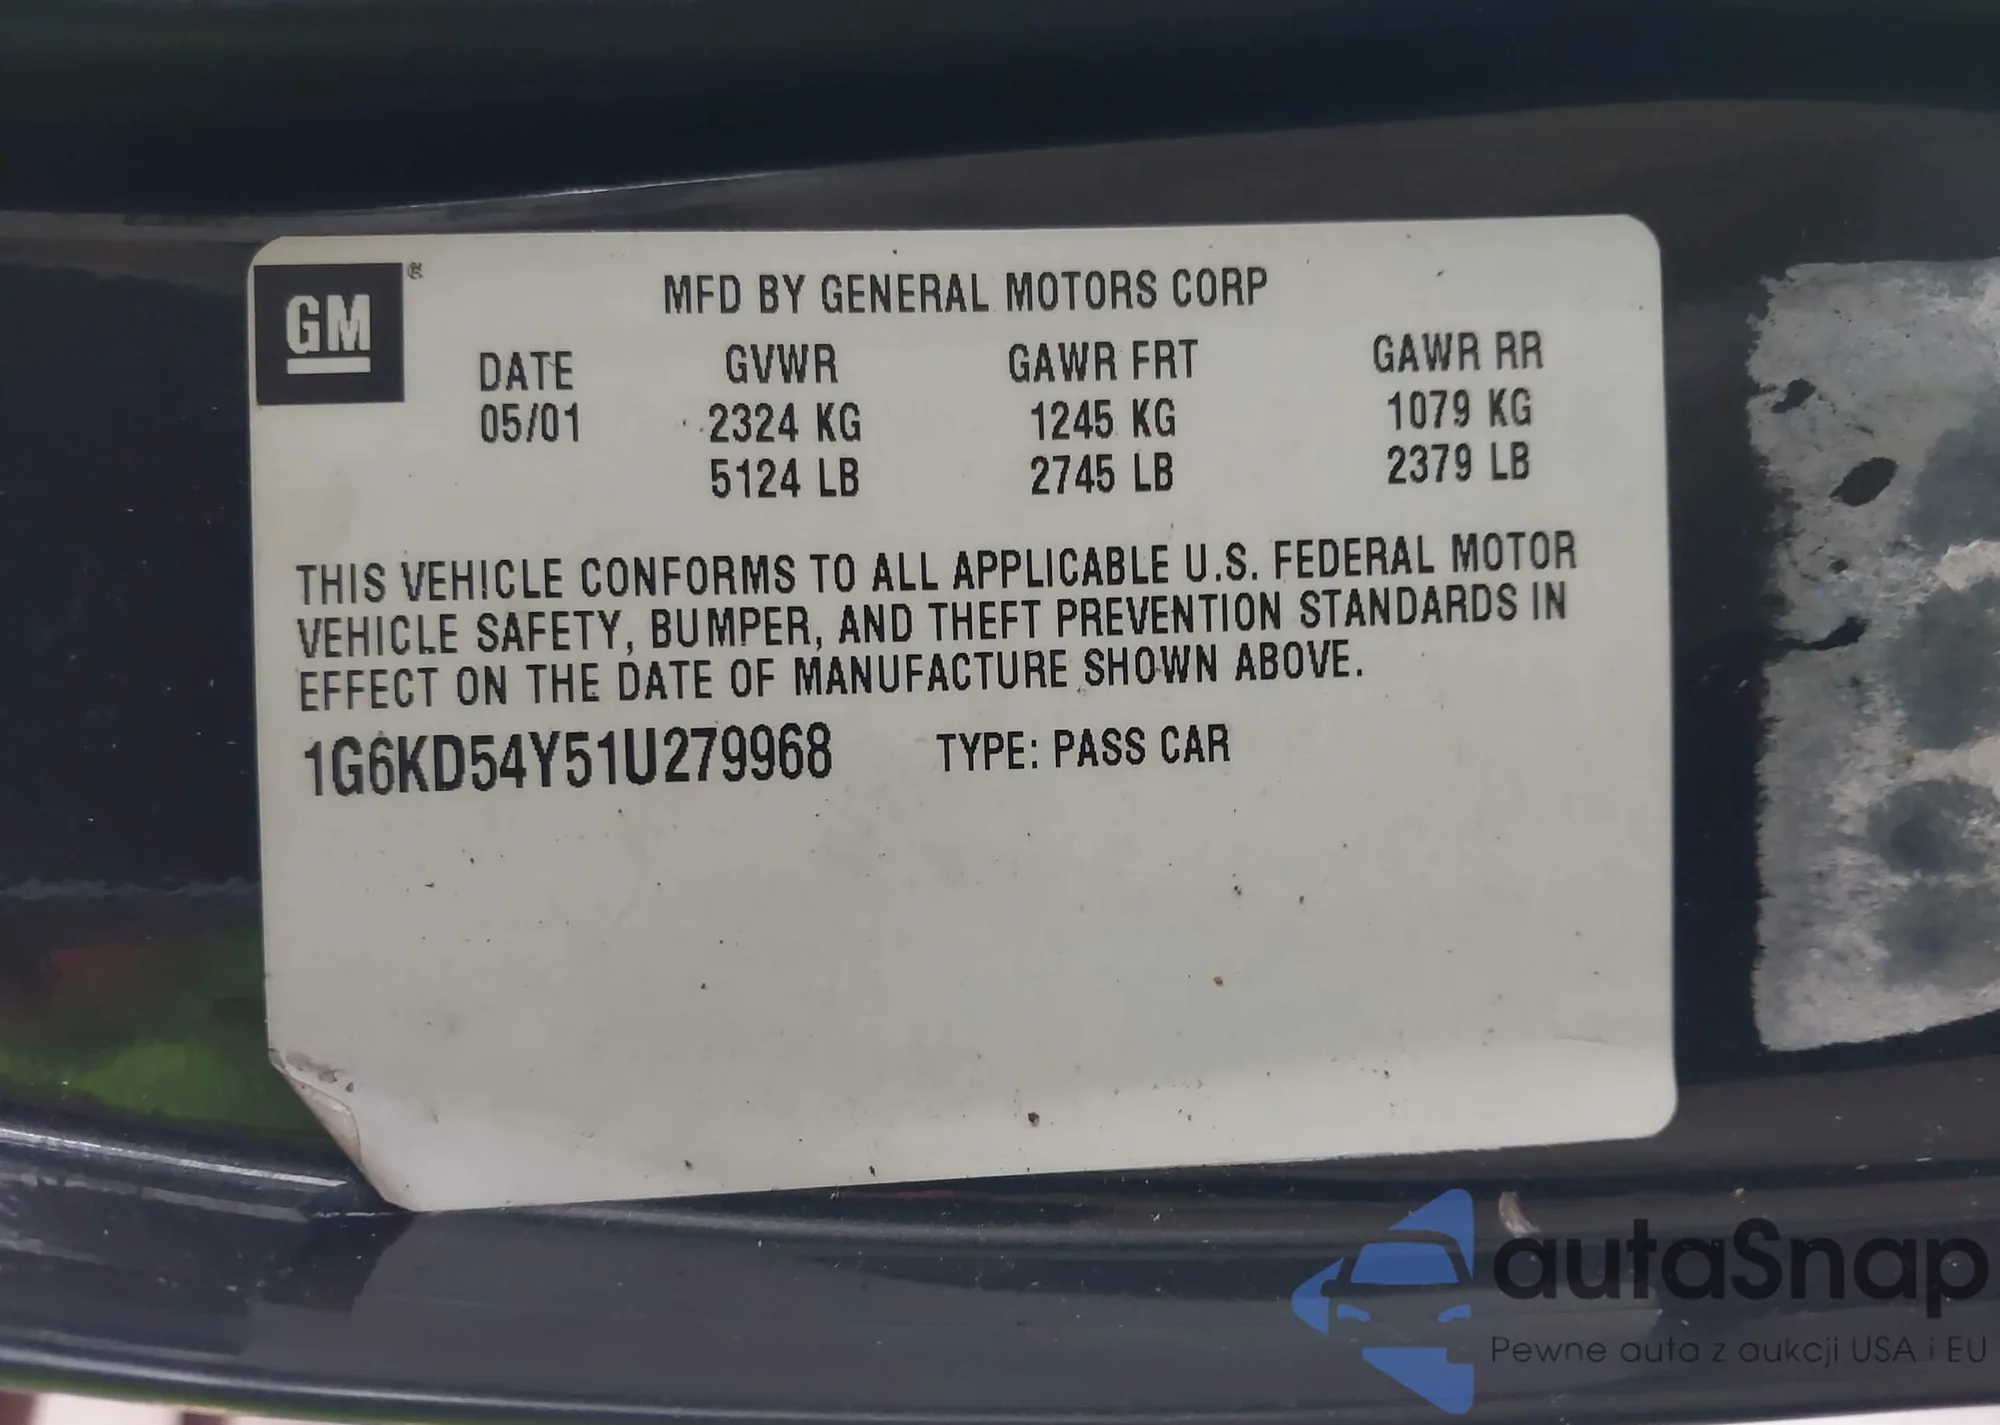 GM ®
MFD BY GENERAL MOTORS CORP
DATE GVWR GAWR FRT GAWR RR
05/01 2324 KG 1245 KG 1079 KG
5124 LB 2745 LB 2379 LB
THIS VEHICLE CONFORMS TO ALL APPLICABLE U.S. FEDERAL MOTOR
VEHICLE SAFETY, BUMPER, AND THEFT PREVENTION STANDARDS IN
EFFECT ON THE DATE OF MANUFACTURE SHOWN ABOVE.
1G6KD54Y51U279968 TYPE: PASS CAR
autaSnap
Pewne auta z aukcji USA i EU